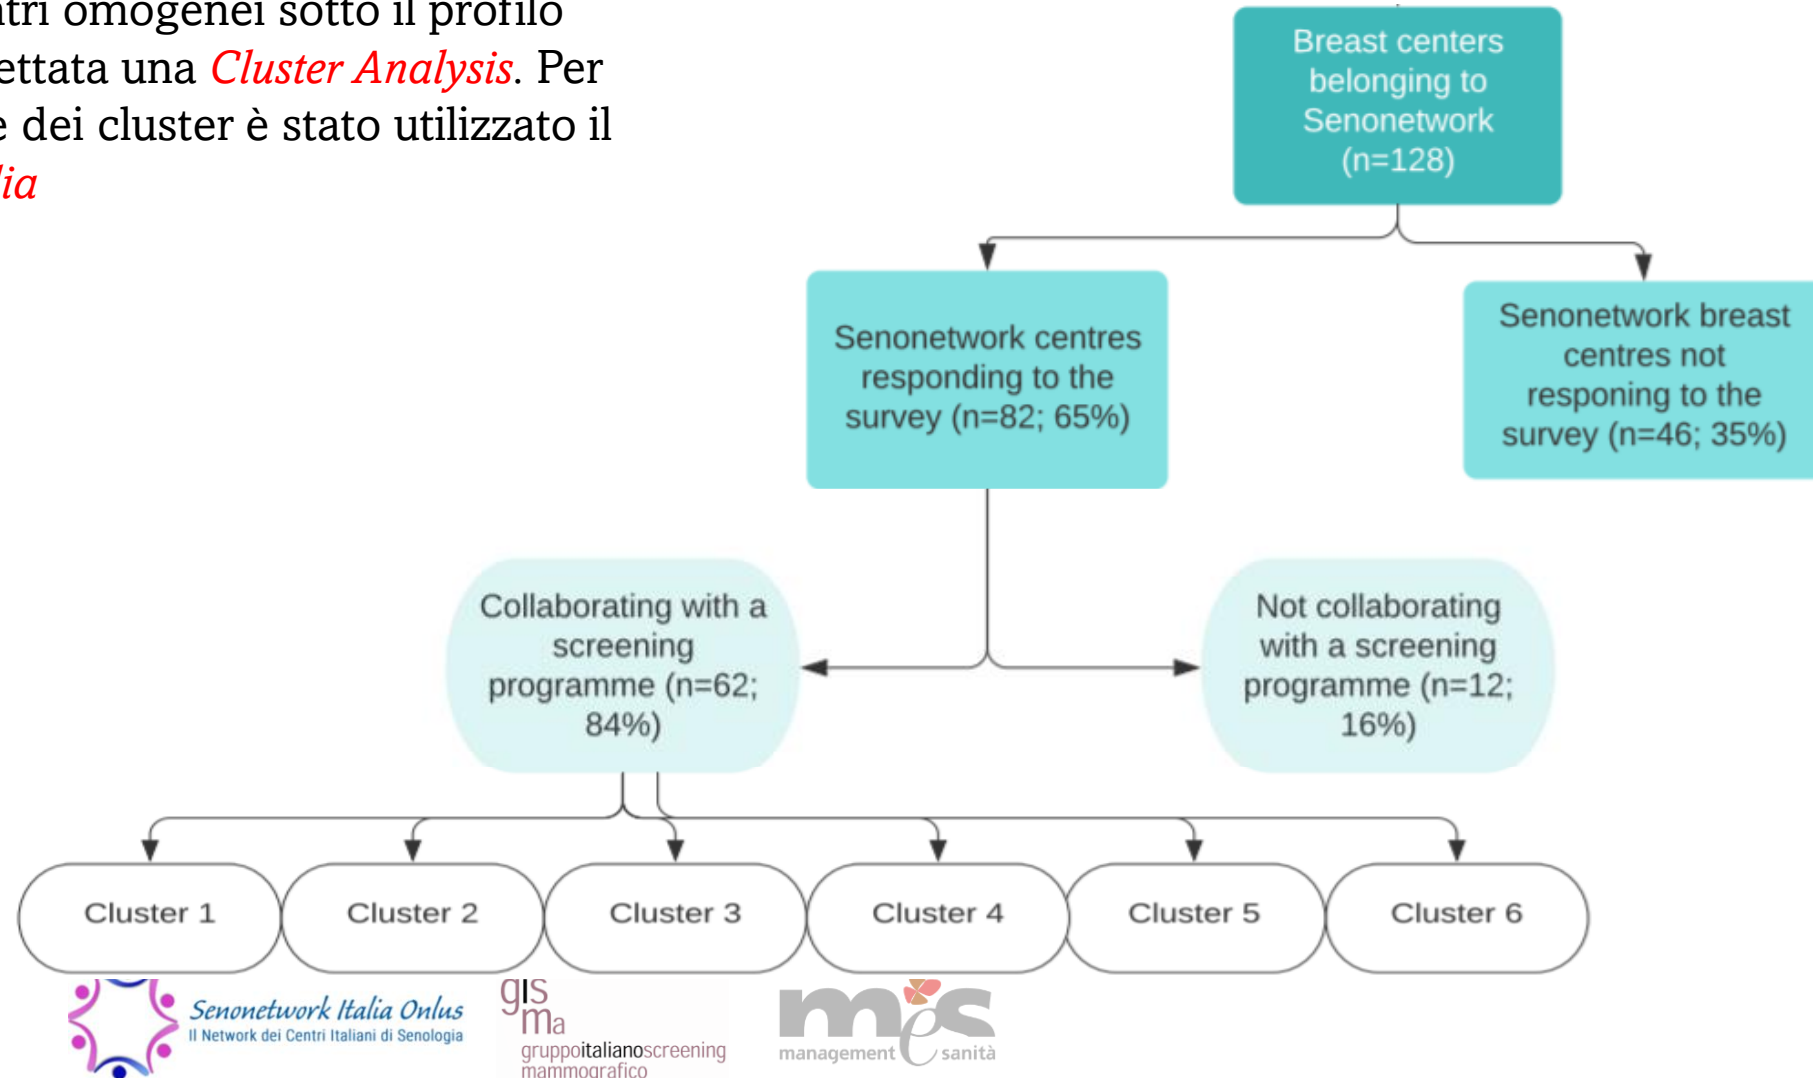 ntri omogenei sotto il profilo
ettata una Cluster Analysis. Per
e dei cluster è stato utilizzato il
lia
Breast centers
belonging to
Senonetwork
(n=128)
Senonetwork centres
responding to the
survey (n=82; 65%)
Senonetwork breast
centres not
responing to the
survey (n=46; 35%)
Collaborating with a
screening
programme (n=62;
84%)
Not collaborating
with a screening
programme (n=12;
16%)
Cluster 1
Cluster 2
Cluster 3
Cluster 4
Cluster 5
Cluster 6
Senonetwork Italia Onlus
Il Network dei Centri Italiani di Senologia
gis
ma
gruppoitalianoscreening
mammografico
mes
management sanità